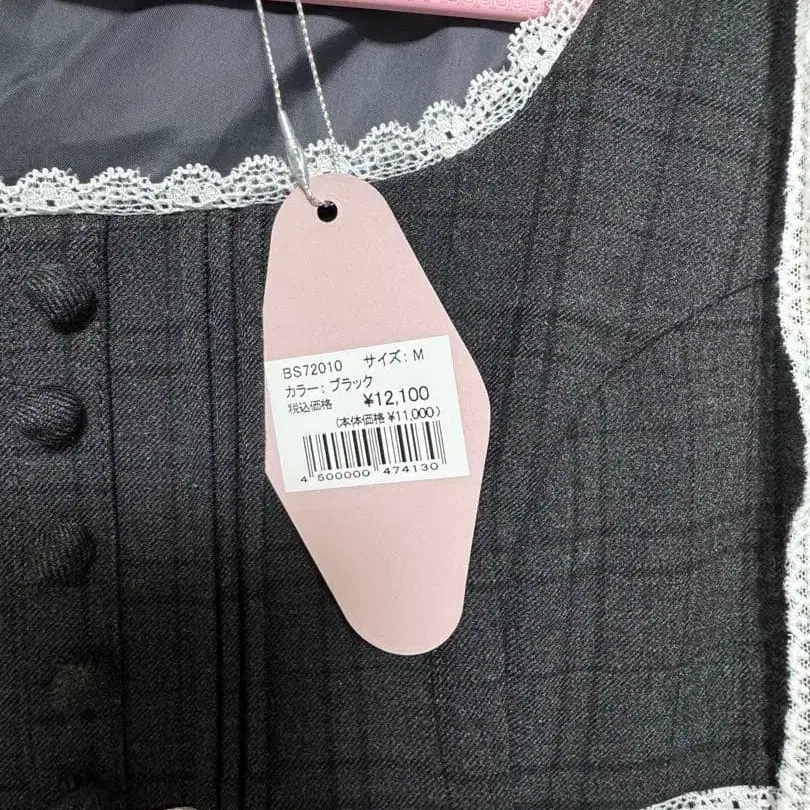 BS72010 サイズ: M
カラー: ブラック
税込価格 ¥12,100
(本体価格 ¥11,000)
4 500000 474130